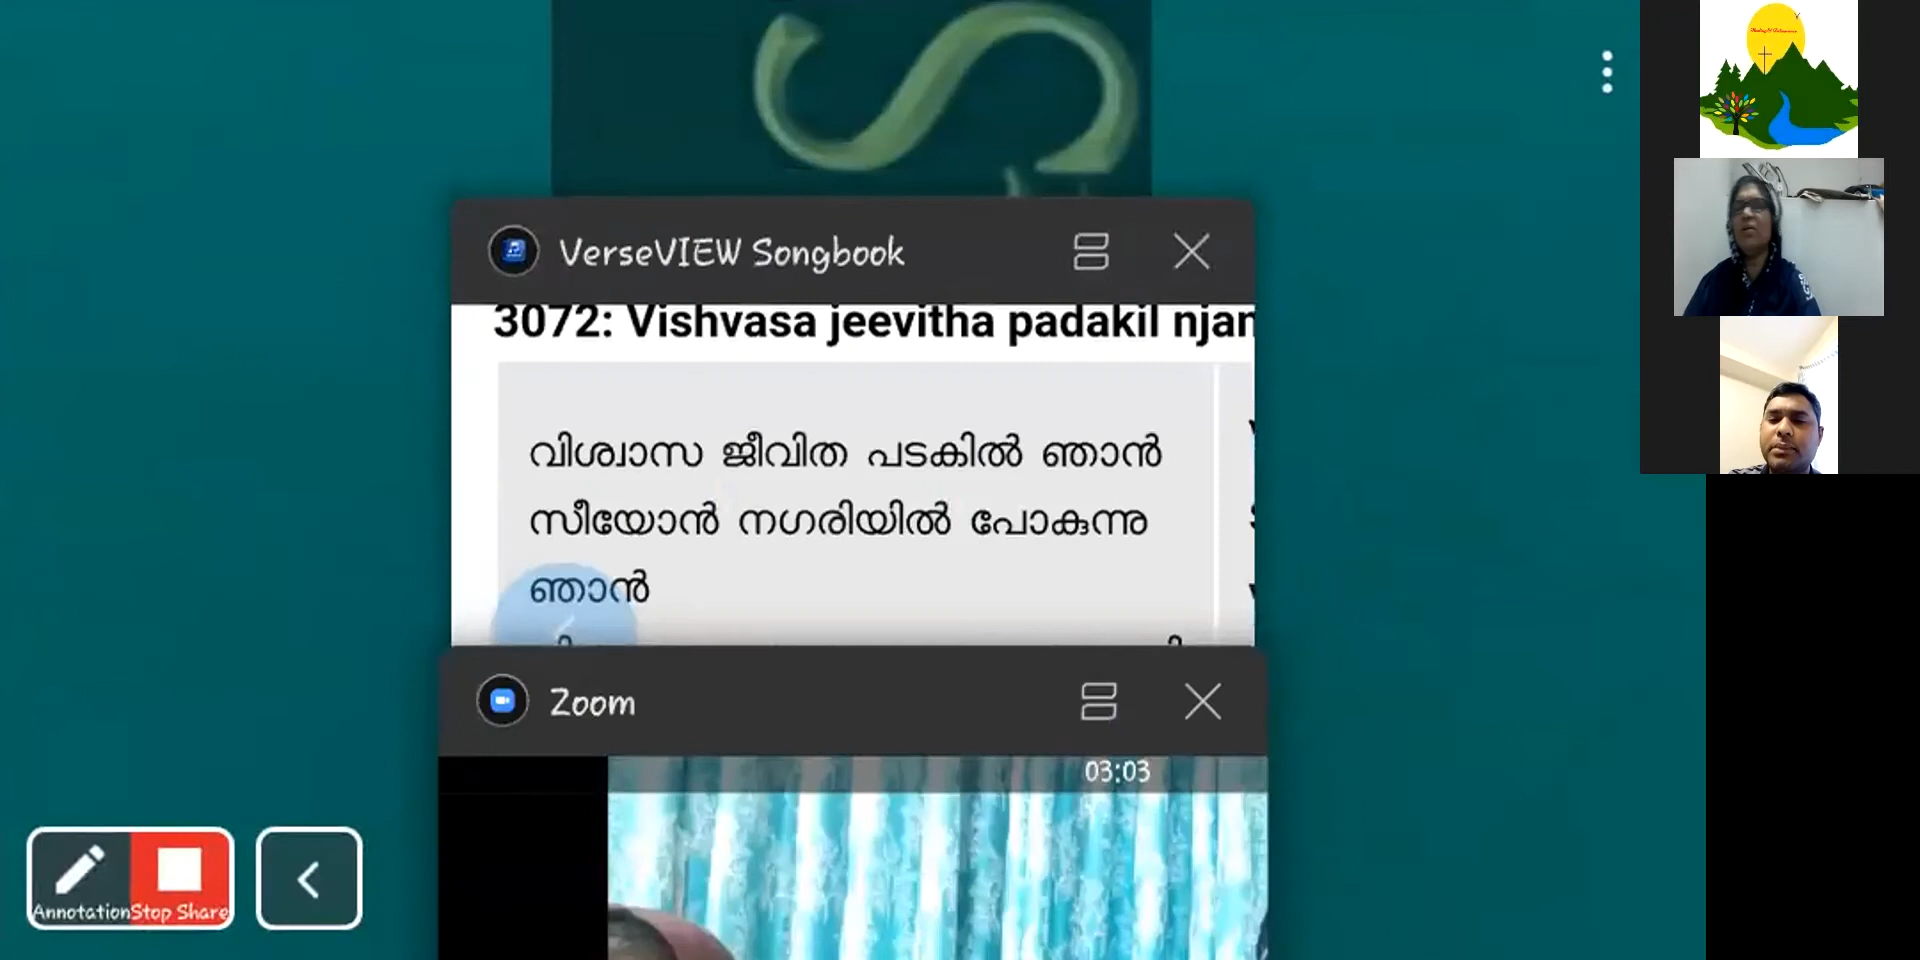 VerseVIEW Songbook
3072: Vishvasa jeevitha padakil njan
വിശ്വാസ ജീവിത പടകിൽ ഞാൻ
സീയോൻ നഗരിയിൽ പോകുന്നു
ഞാൻ
Zoom
03:03
Annotation
Stop Share